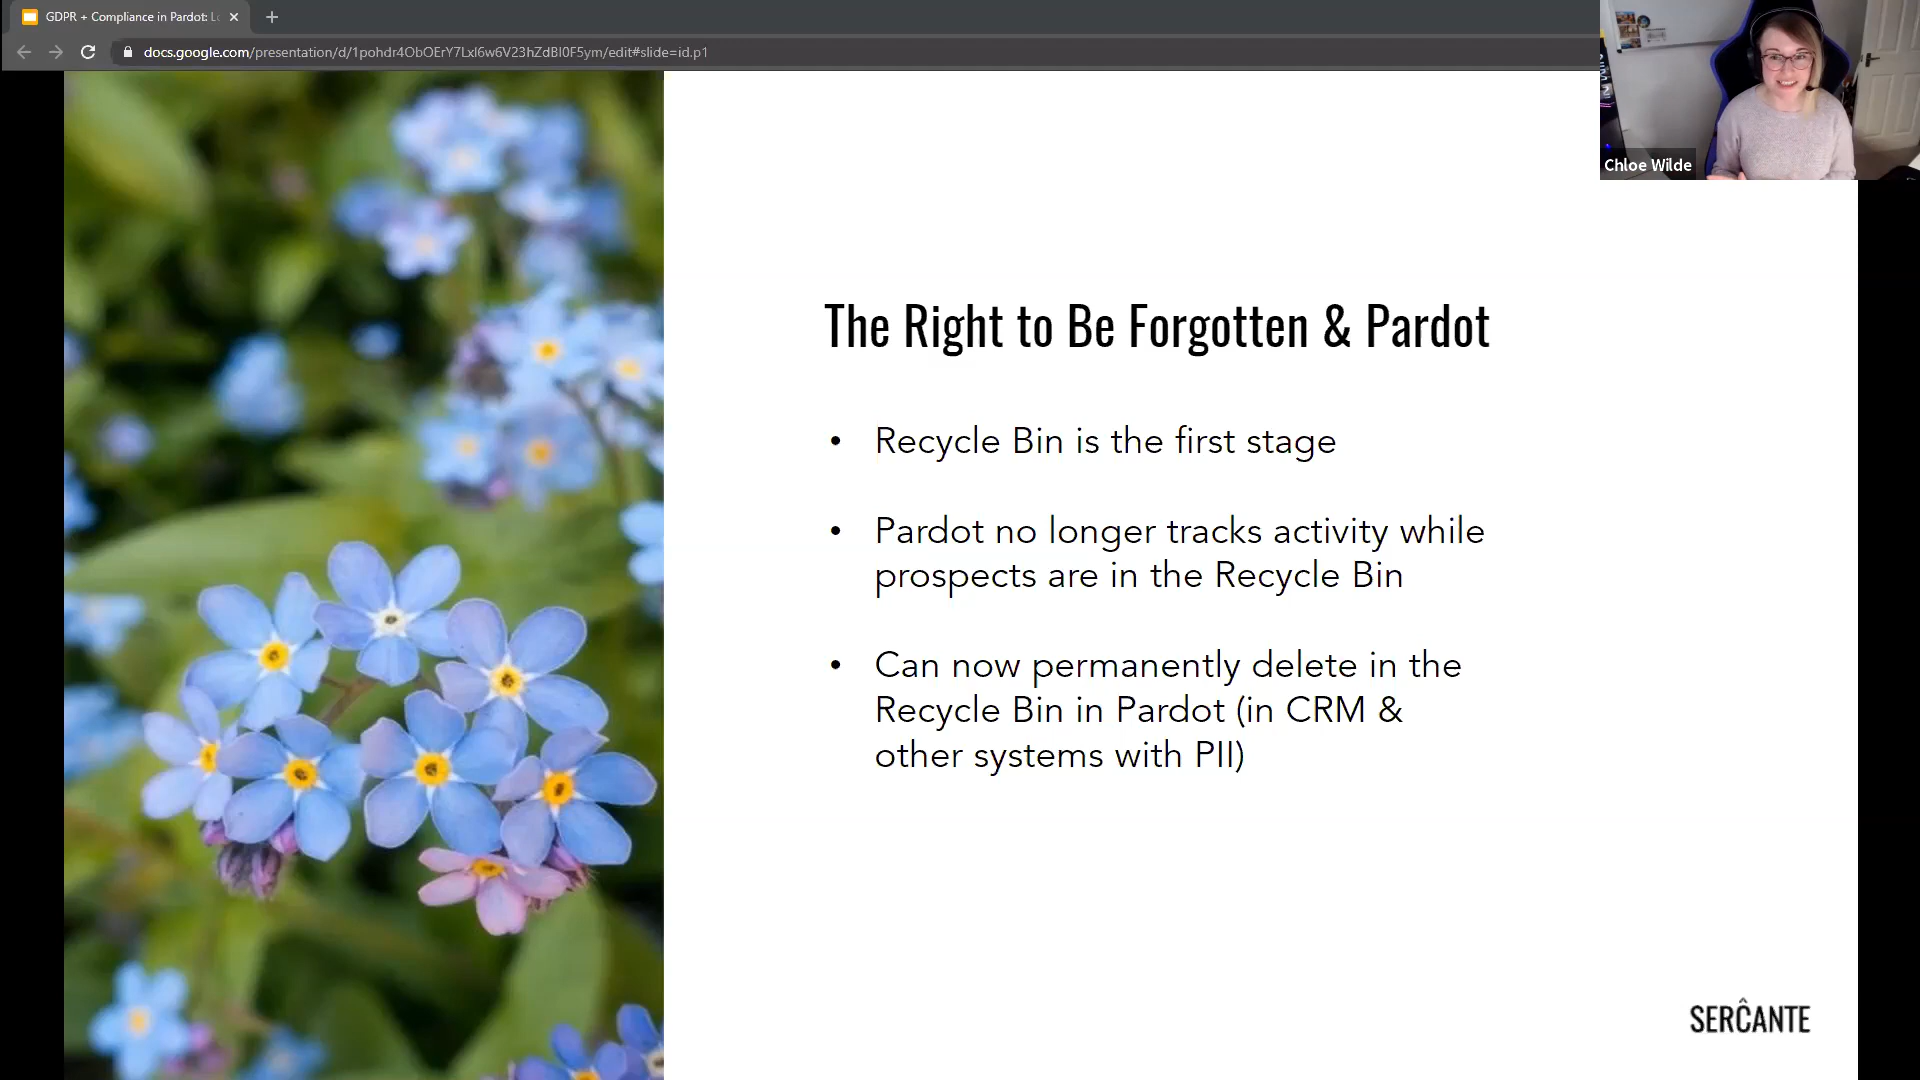 GDPR + Compliance in Pardot: Lo
docs.google.com/presentation/d/1pohdr4ObOErY7LxI6w6V23hZdBI0F5ym/edit#slide=id.p1
Chloe Wilde
The Right to Be Forgotten & Pardot
• Recycle Bin is the first stage
• Pardot no longer tracks activity while
prospects are in the Recycle Bin
• Can now permanently delete in the
Recycle Bin in Pardot (in CRM &
other systems with PII)
SERĈANTE